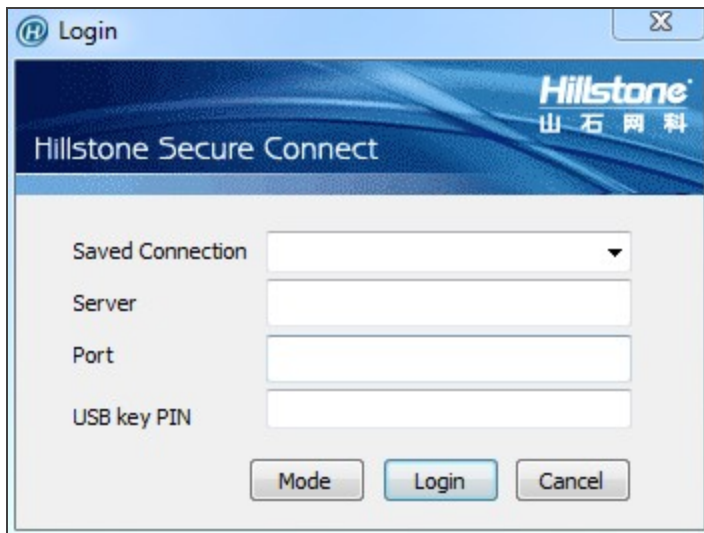 Login
Hillstone
山石网科
Hillstone Secure Connect
Saved Connection
Server
Port
USB key PIN
Mode Login Cancel